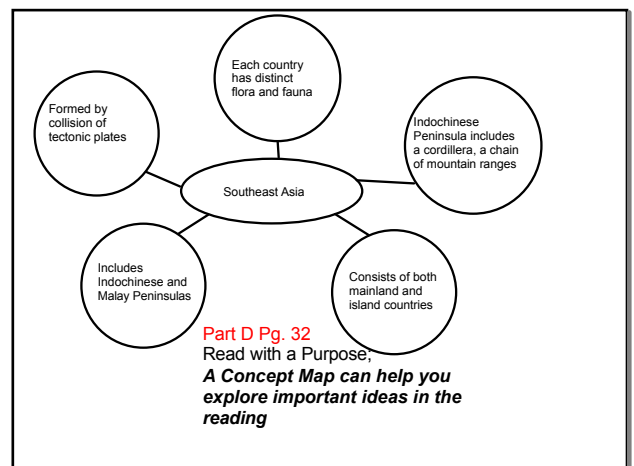 Each country
has distinct
flora and fauna
Formed by
collision of
tectonic plates
Indochinese
Peninsula includes
a cordillera, a chain
of mountain ranges
Southeast Asia
Includes
Indochinese and
Malay Peninsulas
Consists of both
mainland and
island countries
Part D Pg. 32
Read with a Purpose;
A Concept Map can help you
explore important ideas in the
reading